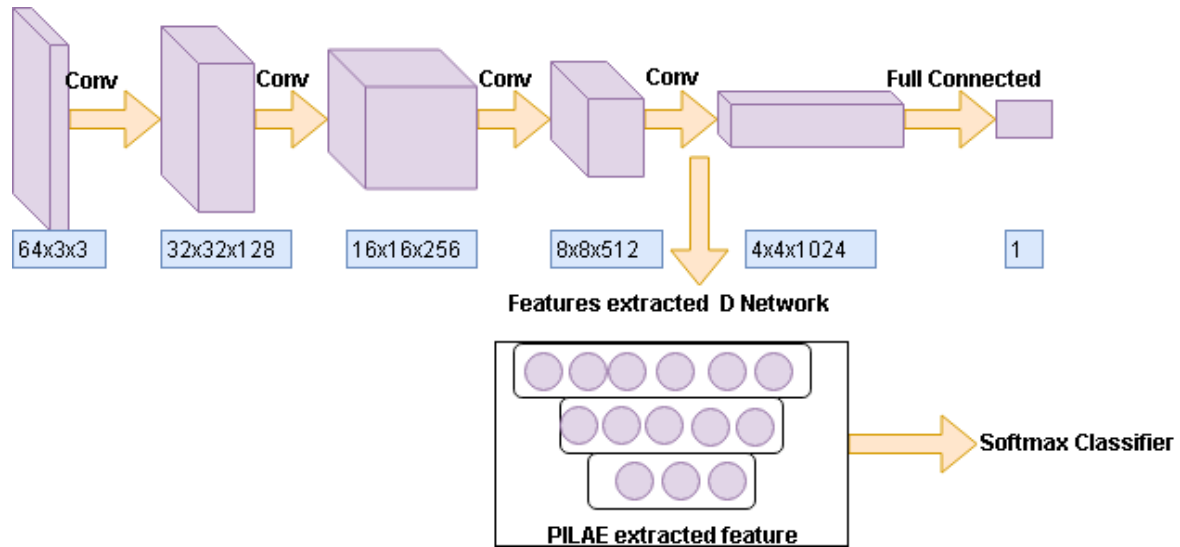 Conv
Conv
Conv
Conv
Full Connected
64x3x3
32x32x128
16x16x256
8x8x512
4x4x1024
1
Features extracted D Network
Softmax Classifier
PILAE extracted feature